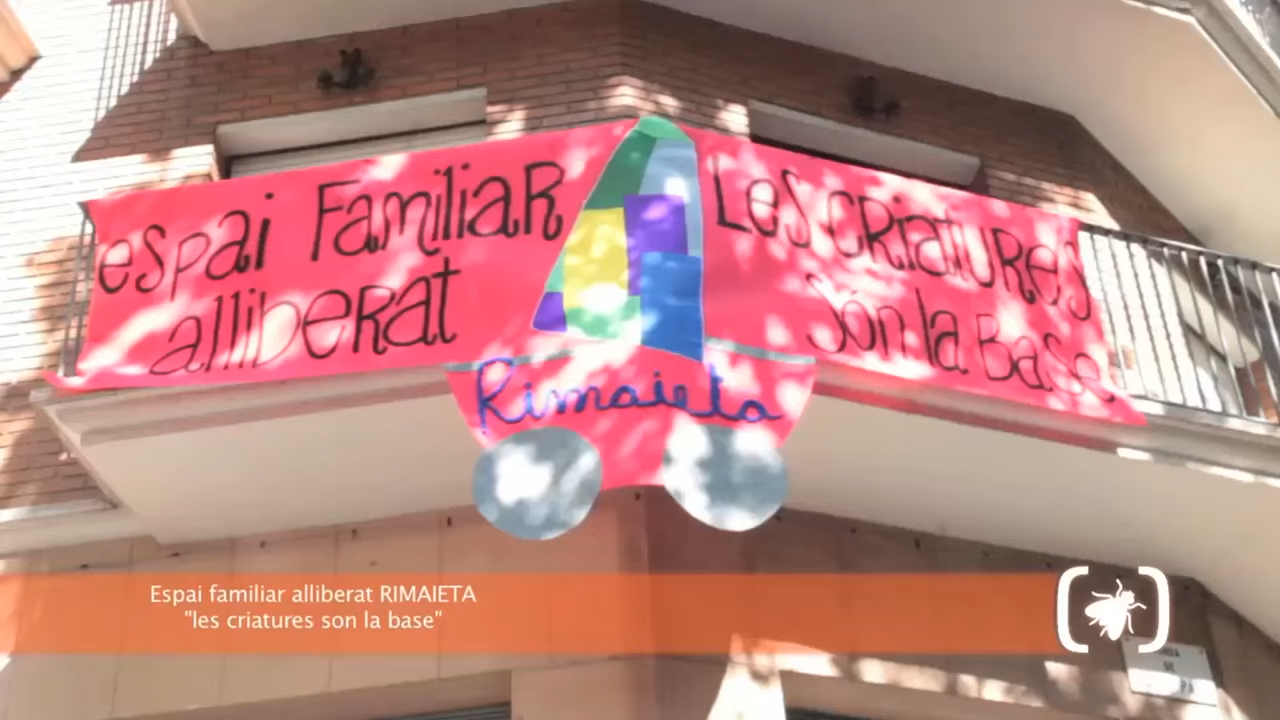 espai Familiar
alliberat
Les CRiatURes
son la Base
Rimaieta
Espai familiar alliberat RIMAIETA
"les criatures son la base"